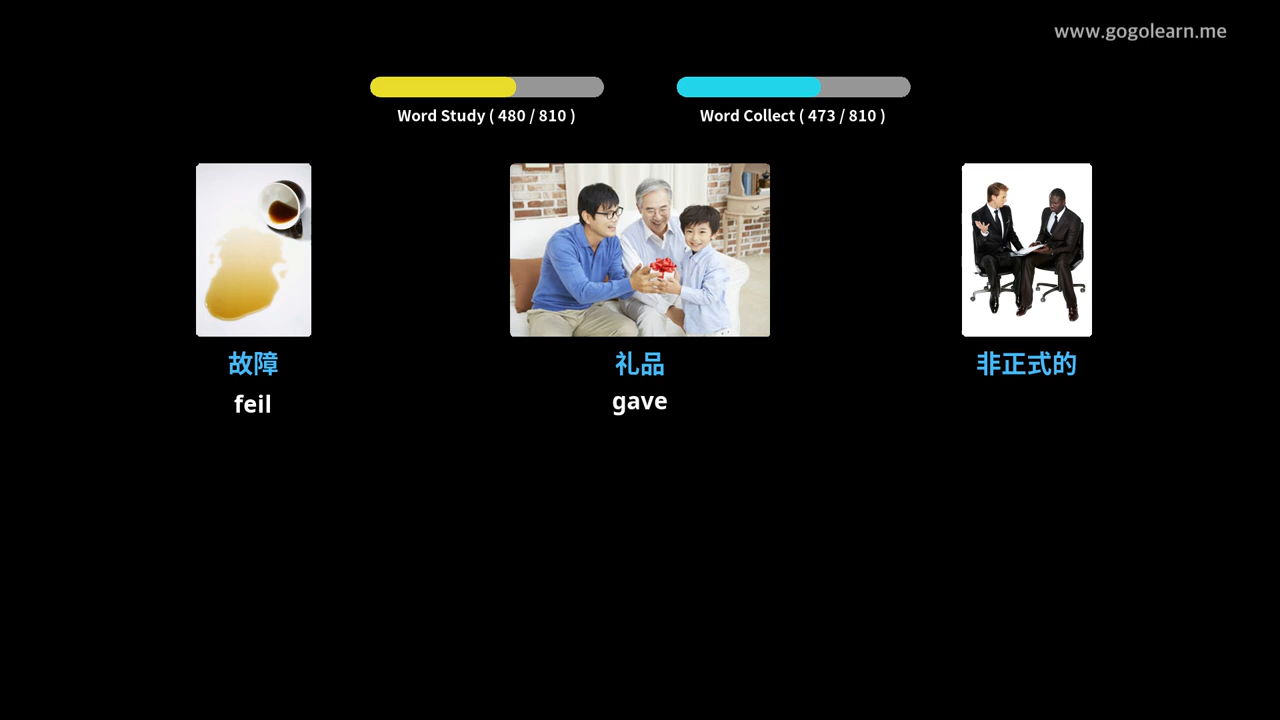 www.gogolearn.me
Word Study ( 480 / 810 )
Word Collect ( 473 / 810 )
故障
feil
礼品
gave
非正式的